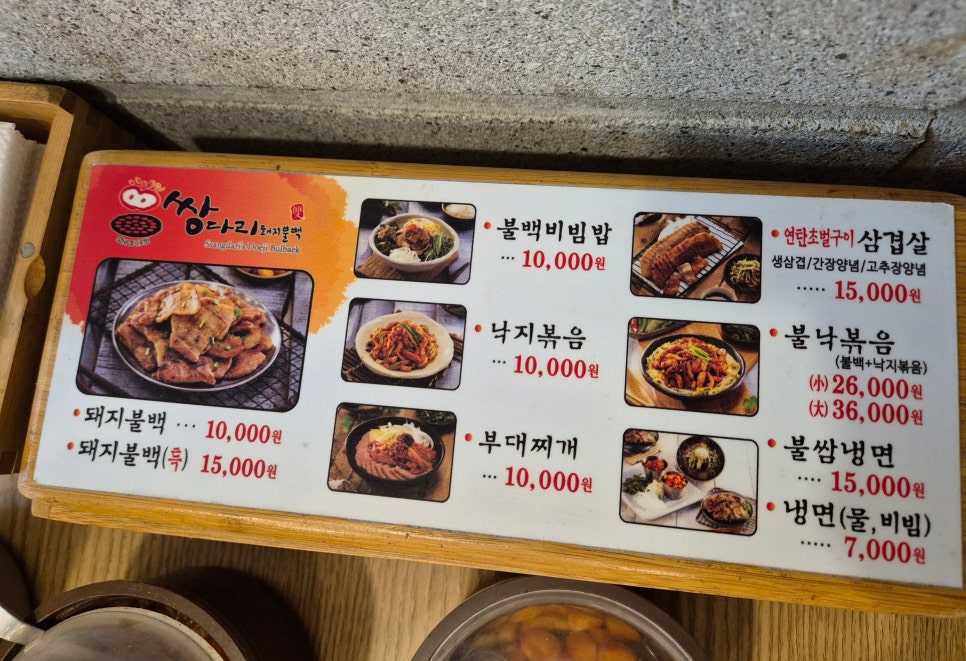 쌍다리돼지불백
Ssangdari's Doeji Bulbaek
• 돼지불백 ··· 10,000원
• 돼지불백(특) 15,000원
• 불백비빔밥
··· 10,000원
• 낙지볶음
··· 10,000원
• 부대찌개
··· 10,000원
• 연탄초벌구이 삼겹살
생삼겹/간장양념/고추장양념
····· 15,000원
• 불낙볶음
(불백+낙지볶음)
(小) 26,000원
(大) 36,000원
• 불쌈냉면
···· 15,000원
• 냉면(물,비빔)
····· 7,000원